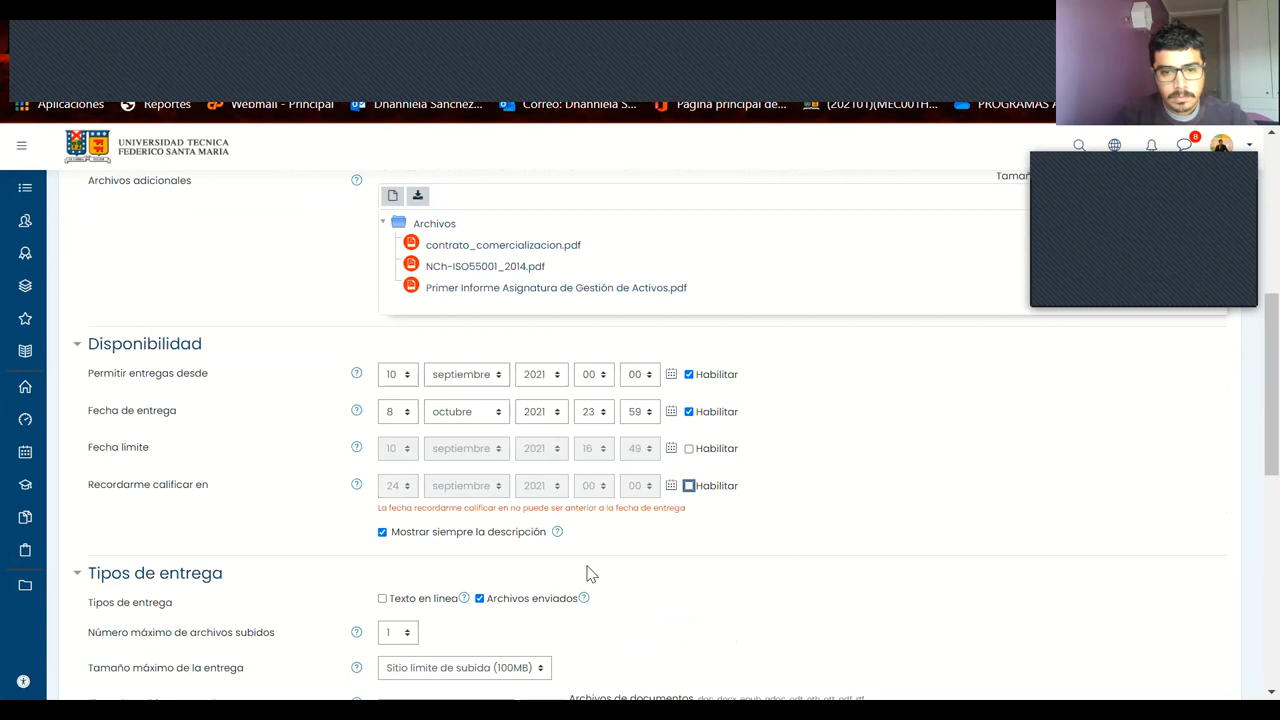 Aplicaciones
Reportes
Webmail - Principal
Dhanniela Sánchez...
Correo: Dhanniela S...
Página principal de...
(202101)(MEC001H...
PROGRAMAS A
UNIVERSIDAD TECNICA
FEDERICO SANTA MARIA
8
Archivos adicionales
Archivos
contrato_comercializacion.pdf
NCh-ISO55001_2014.pdf
Primer Informe Asignatura de Gestión de Activos.pdf
Disponibilidad
Permitir entregas desde 10 septiembre 2021 00 00 Habilitar
Fecha de entrega 8 octubre 2021 23 59 Habilitar
Fecha límite 10 septiembre 2021 16 49 Habilitar
Recordarme calificar en 24 septiembre 2021 00 00 Habilitar
La fecha recordarme calificar en no puede ser anterior a la fecha de entrega
Mostrar siempre la descripción
Tipos de entrega
Tipos de entrega Texto en línea Archivos enviados
Número máximo de archivos subidos 1
Tamaño máximo de la entrega Sitio límite de subida (100MB)
Archivos de documentos